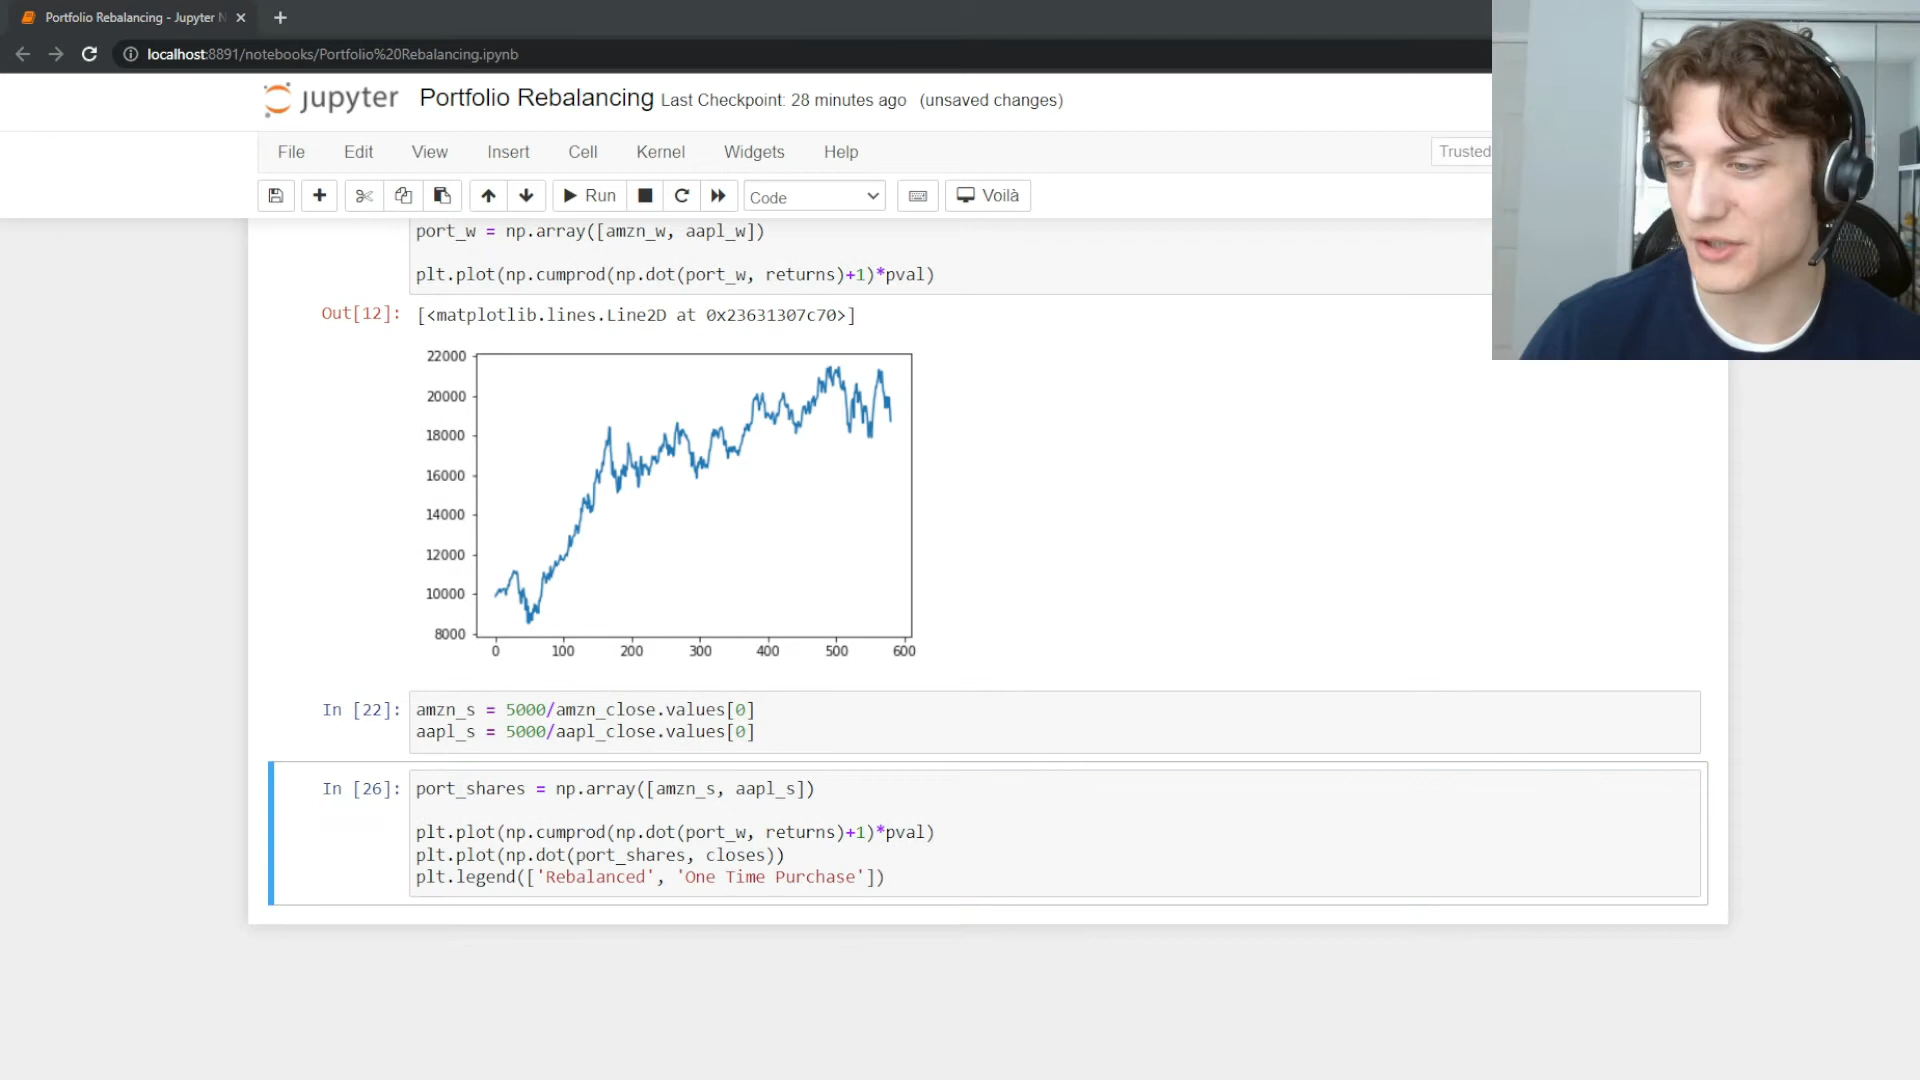 Portfolio Rebalancing - Jupyter N
localhost:8891/notebooks/Portfolio%20Rebalancing.ipynb
jupyter Portfolio Rebalancing Last Checkpoint: 28 minutes ago (unsaved changes)
File Edit View Insert Cell Kernel Widgets Help Trusted
Run Code Voilà
port_w = np.array([amzn_w, aapl_w])
plt.plot(np.cumprod(np.dot(port_w, returns)+1)*pval)
Out[12]: [<matplotlib.lines.Line2D at 0x23631307c70>]
22000
20000
18000
16000
14000
12000
10000
8000
0 100 200 300 400 500 600
In [22]: amzn_s = 5000/amzn_close.values[0]
aapl_s = 5000/aapl_close.values[0]
In [26]: port_shares = np.array([amzn_s, aapl_s])
plt.plot(np.cumprod(np.dot(port_w, returns)+1)*pval)
plt.plot(np.dot(port_shares, closes))
plt.legend(['Rebalanced', 'One Time Purchase'])